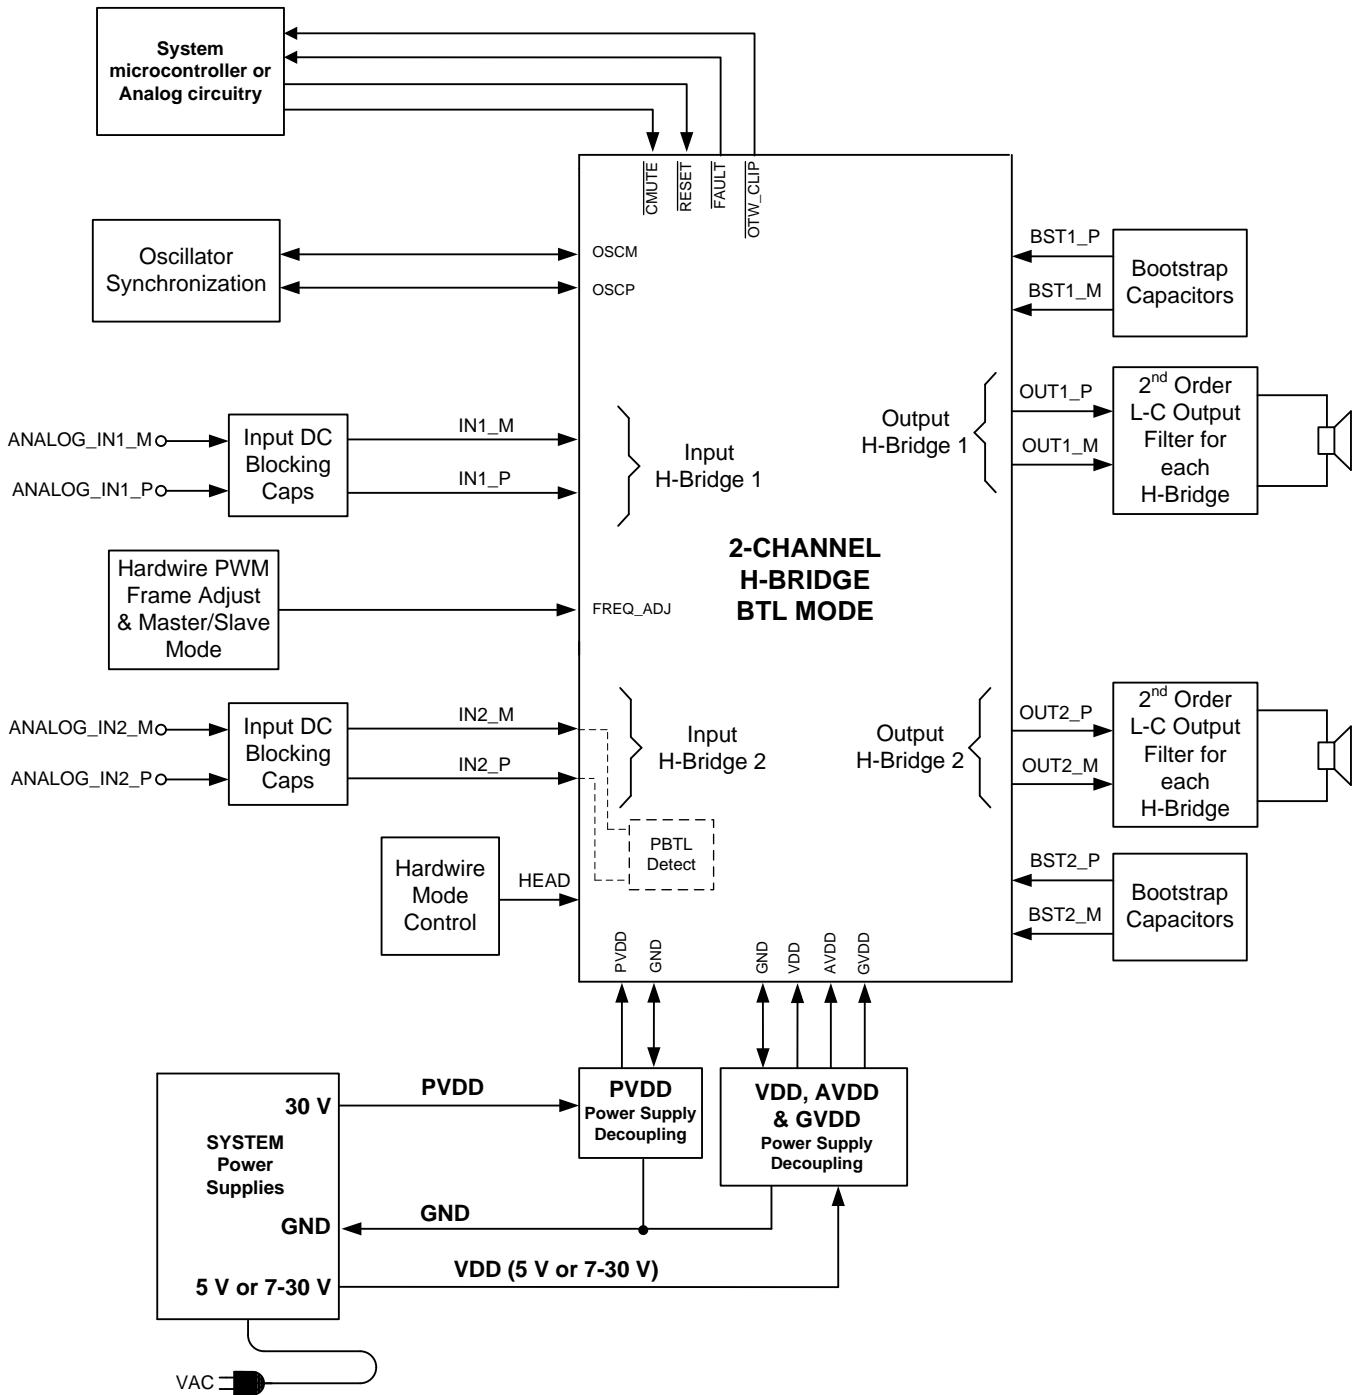 System
microcontroller or
Analog circuitry
CMUTE
RESET
FAULT
OTW_CLIP
Oscillator
Synchronization
OSCM
OSCP
BST1_P
BST1_M
Bootstrap
Capacitors
ANALOG_IN1_M
ANALOG_IN1_P
Input DC
Blocking
Caps
IN1_M
IN1_P
Input
H-Bridge 1
Output
H-Bridge 1
OUT1_P
OUT1_M
2nd Order
L-C Output
Filter for
each
H-Bridge
2-CHANNEL
H-BRIDGE
BTL MODE
Hardwire PWM
Frame Adjust
& Master/Slave
Mode
FREQ_ADJ
ANALOG_IN2_M
ANALOG_IN2_P
Input DC
Blocking
Caps
IN2_M
IN2_P
Input
H-Bridge 2
Output
H-Bridge 2
OUT2_P
OUT2_M
2nd Order
L-C Output
Filter for
each
H-Bridge
PBTL
Detect
Hardwire
Mode
Control
HEAD
BST2_P
BST2_M
Bootstrap
Capacitors
PVDD
GND
GND
VDD
AVDD
GVDD
PVDD
Power Supply
Decoupling
VDD, AVDD
& GVDD
Power Supply
Decoupling
SYSTEM
Power
Supplies
30 V
GND
5 V or 7-30 V
PVDD
GND
VDD (5 V or 7-30 V)
VAC